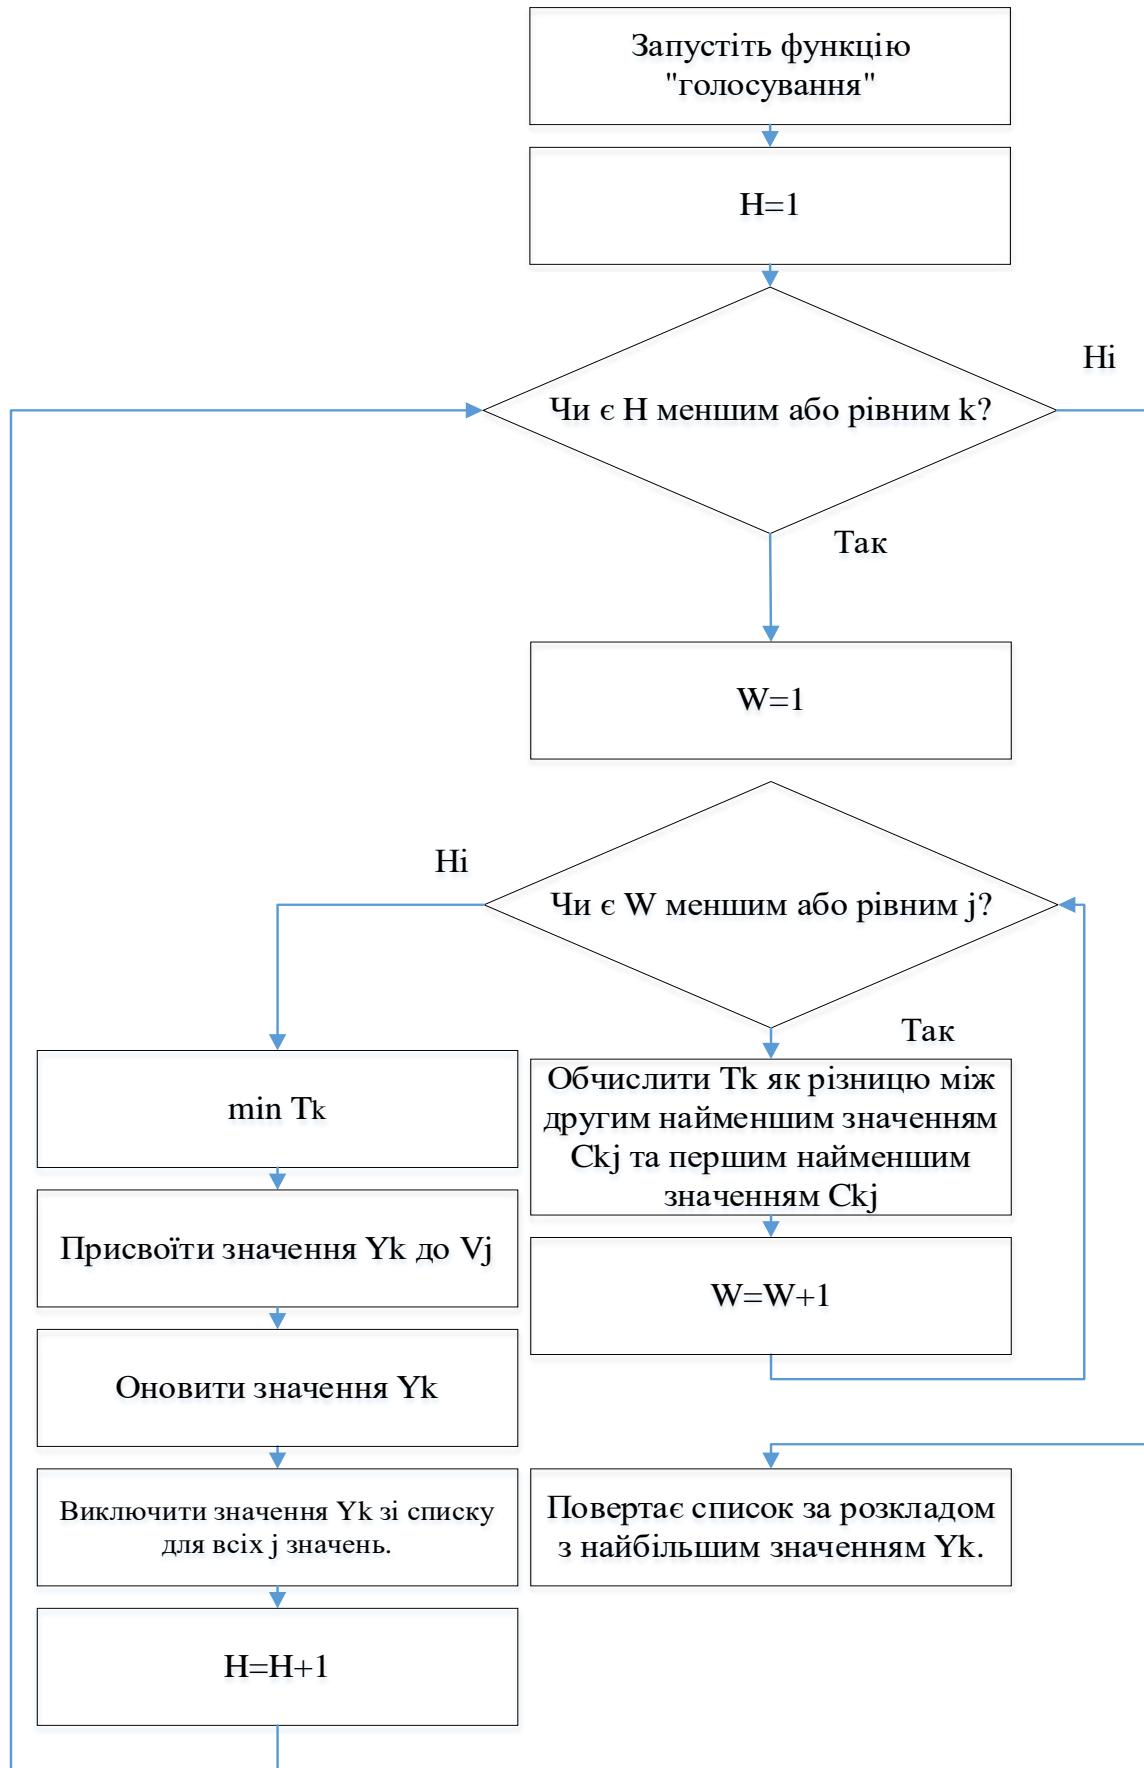 Запустіть функцію
"голосування"
H=1
Чи є H меншим або рівним k?
Ні
Так
W=1
Чи є W меншим або рівним j?
Ні
Так
Обчислити Tk як різницю між
другим найменшим значенням
Ckj та першим найменшим
значенням Ckj
W=W+1
min Tk
Присвоїти значення Yk до Vj
Оновити значення Yk
Виключити значення Yk зі списку
для всіх j значень.
H=H+1
Повертає список за розкладом
з найбільшим значенням Yk.